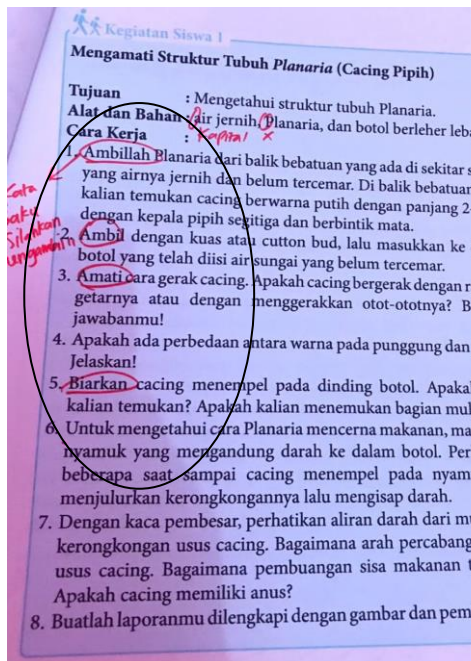 Kegiatan Siswa 1
Mengamati Struktur Tubuh Planaria (Cacing Pipih)
Tujuan : Mengetahui struktur tubuh Planaria.
Alat dan Bahan : air jernih, Planaria, dan botol berleher
Cara Kerja :
Kapital x
1. Ambillah Planaria dari balik bebatuan yang ada di sekitar
yang airnya jernih dan belum tercemar. Di balik bebatuan
kalian temukan cacing berwarna putih dengan panjang 2
dengan kepala pipih segitiga dan berbintik mata.
Kata
Silahkan
2. Ambil dengan kuas atau cutton bud, lalu masukkan ke
botol yang telah diisi air sungai yang belum tercemar.
3. Amati cara gerak cacing. Apakah cacing bergerak dengan
getarnya atau dengan menggerakkan otot-ototnya? B
jawabanmu!
4. Apakah ada perbedaan antara warna pada punggung dan
Jelaskan!
5. Biarkan cacing menempel pada dinding botol. Apaka
kalian temukan? Apakah kalian menemukan bagian
6. Untuk mengetahui cara Planaria mencerna makanan, ma
nyamuk yang mengandung darah ke dalam botol. Per
beberapa saat sampai cacing menempel pada nyam
menjulurkan kerongkongannya lalu mengisap darah.
7. Dengan kaca pembesar, perhatikan aliran darah dari
kerongkongan usus cacing. Bagaimana arah percabang
usus cacing. Bagaimana pembuangan sisa makanan
Apakah cacing memiliki anus?
8. Buatlah laporanmu dilengkapi dengan gambar dan pem